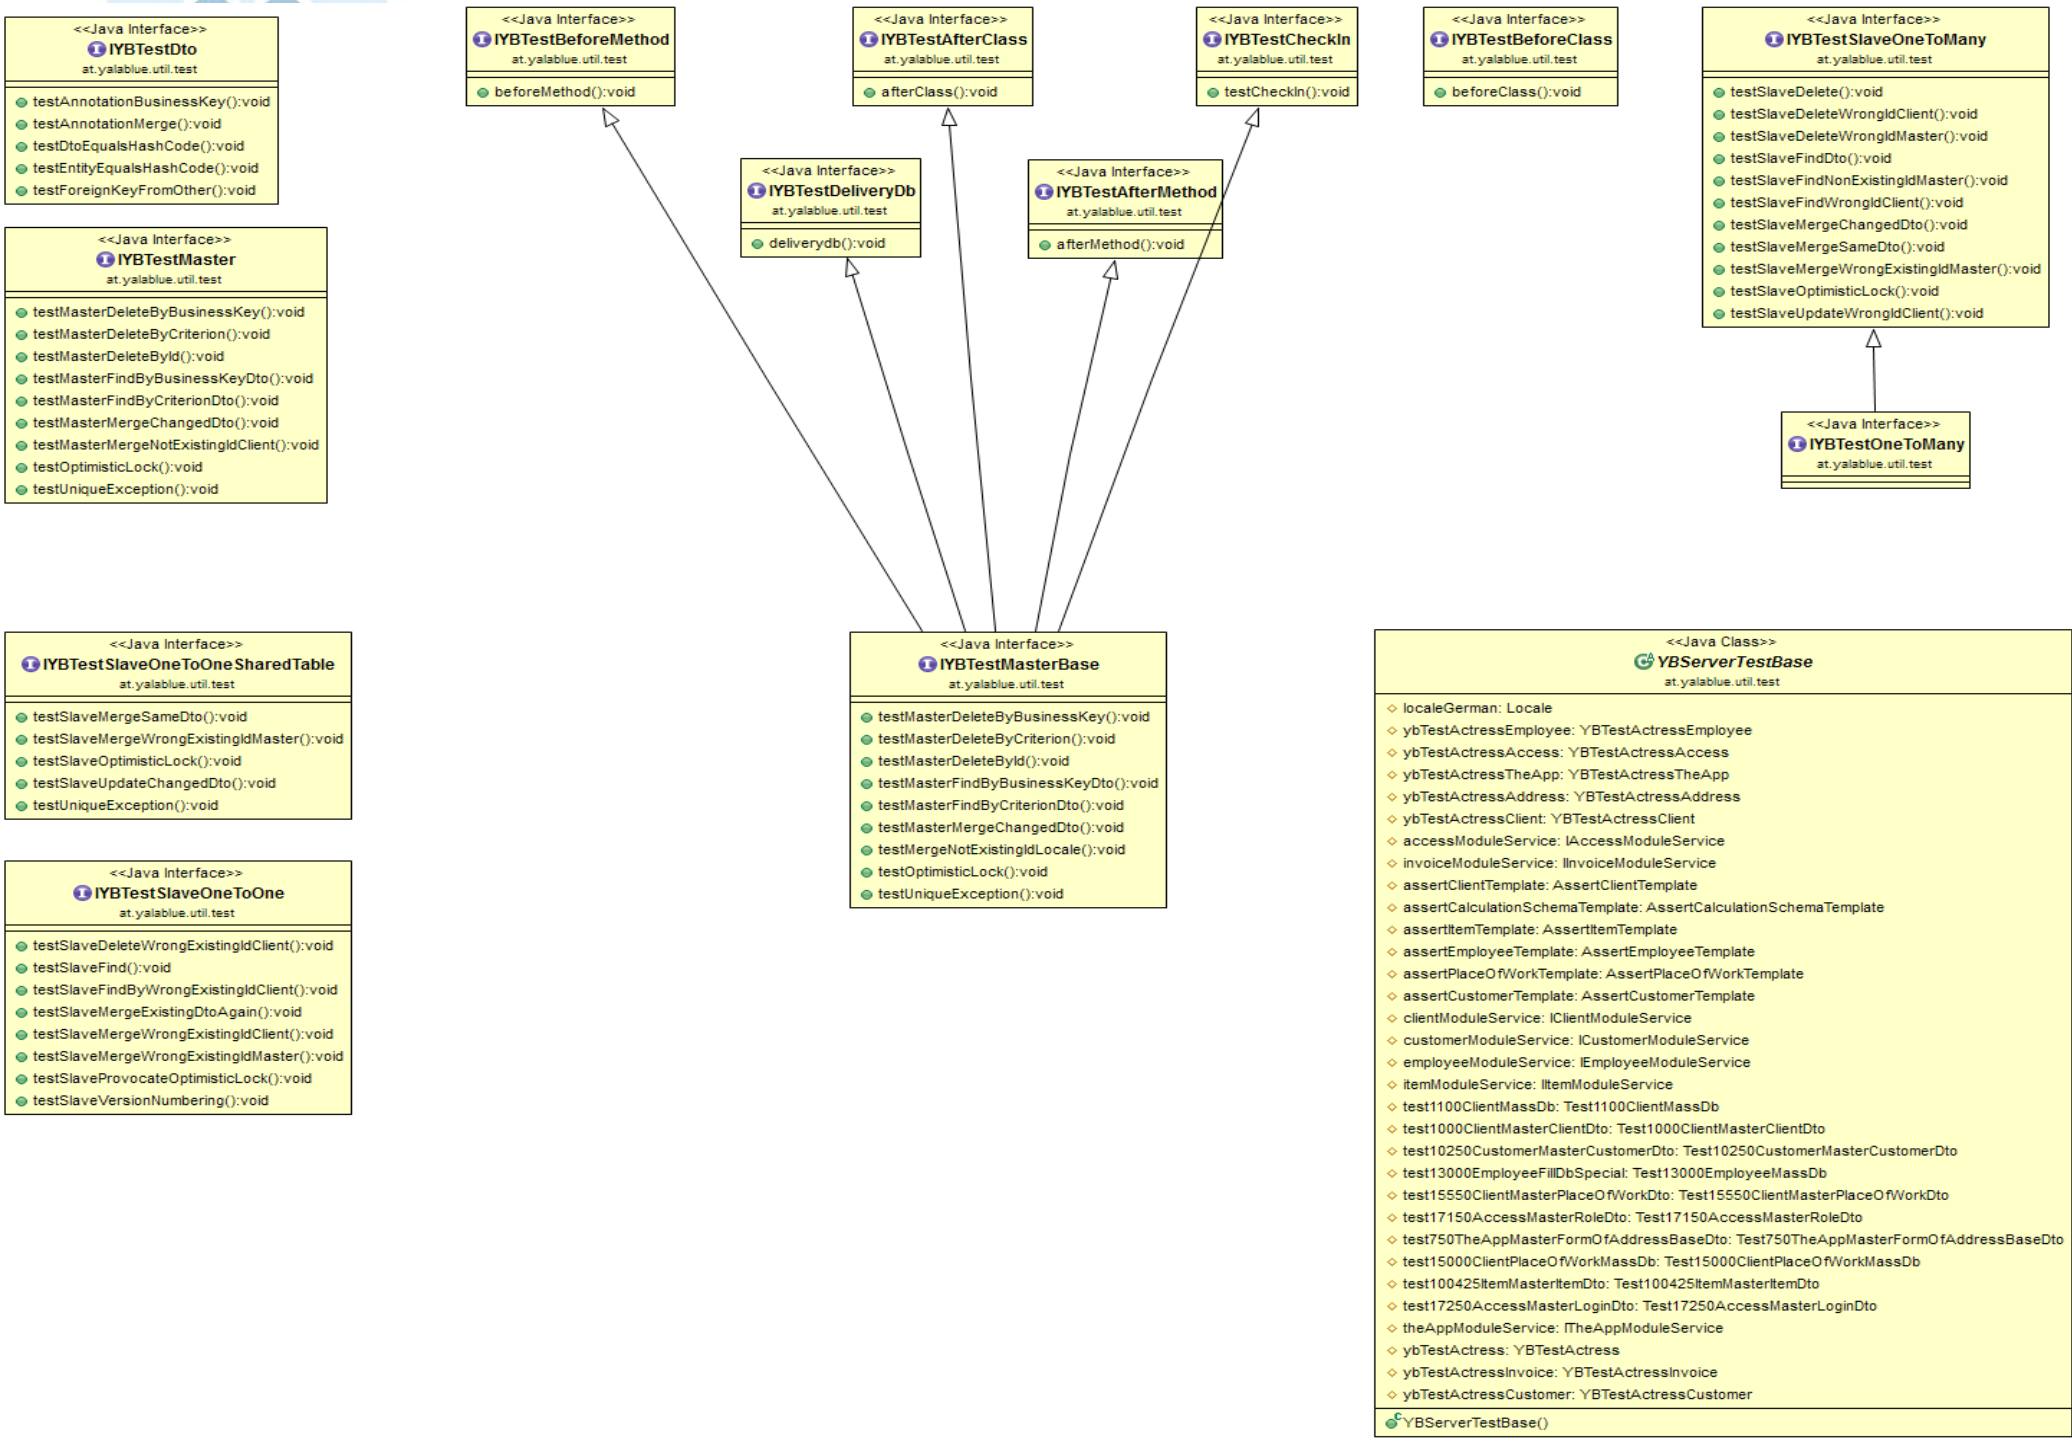 <<Java Interface>>
IYBTestDto
at.yalablue.util.test
testAnnotationBusinessKey():void
testAnnotationMerge():void
testDtoEqualsHashCode():void
testEntityEqualsHashCode():void
testForeignKeyFromOther():void
<<Java Interface>>
IYBTestBeforeMethod
at.yalablue.util.test
beforeMethod():void
<<Java Interface>>
IYBTestAfterClass
at.yalablue.util.test
afterClass():void
<<Java Interface>>
IYBTestCheckIn
at.yalablue.util.test
testCheckIn():void
<<Java Interface>>
IYBTestBeforeClass
at.yalablue.util.test
beforeClass():void
<<Java Interface>>
IYBTestSlaveOneToMany
at.yalablue.util.test
testSlaveDelete():void
testSlaveDeleteWrongIdClient():void
testSlaveDeleteWrongIdMaster():void
testSlaveFindDto():void
testSlaveFindNonExistingIdMaster():void
testSlaveFindWrongIdClient():void
testSlaveMergeChangedDto():void
testSlaveMergeSameDto():void
testSlaveMergeWrongExistingIdMaster():void
testSlaveOptimisticLock():void
testSlaveUpdateWrongIdClient():void
<<Java Interface>>
IYBTestDeliveryDb
at.yalablue.util.test
deliverydb():void
<<Java Interface>>
IYBTestAfterMethod
at.yalablue.util.test
afterMethod():void
<<Java Interface>>
IYBTestMaster
at.yalablue.util.test
testMasterDeleteByBusinessKey():void
testMasterDeleteByCriterion():void
testMasterDeleteById():void
testMasterFindByBusinessKeyDto():void
testMasterFindByCriterionDto():void
testMasterMergeChangedDto():void
testMasterMergeNotExistingIdClient():void
testOptimisticLock():void
testUniqueException():void
<<Java Interface>>
IYBTestOneToMany
at.yalablue.util.test
<<Java Interface>>
IYBTestSlaveOneToOneSharedTable
at.yalablue.util.test
testSlaveMergeSameDto():void
testSlaveMergeWrongExistingIdMaster():void
testSlaveOptimisticLock():void
testSlaveUpdateChangedDto():void
testUniqueException():void
<<Java Interface>>
IYBTestMasterBase
at.yalablue.util.test
testMasterDeleteByBusinessKey():void
testMasterDeleteByCriterion():void
testMasterDeleteById():void
testMasterFindByBusinessKeyDto():void
testMasterFindByCriterionDto():void
testMasterMergeChangedDto():void
testMergeNotExistingIdLocale():void
testOptimisticLock():void
testUniqueException():void
<<Java Interface>>
IYBTestSlaveOneToOne
at.yalablue.util.test
testSlaveDeleteWrongExistingIdClient():void
testSlaveFind():void
testSlaveFindByWrongExistingIdClient():void
testSlaveMergeExistingDtoAgain():void
testSlaveMergeWrongExistingIdClient():void
testSlaveMergeWrongExistingIdMaster():void
testSlaveProvocateOptimisticLock():void
testSlaveVersionNumbering():void
<<Java Class>>
YBServerTestBase
at.yalablue.util.test
localeGerman: Locale
ybTestActressEmployee: YBTestActressEmployee
ybTestActressAccess: YBTestActressAccess
ybTestActressTheApp: YBTestActressTheApp
ybTestActressAddress: YBTestActressAddress
ybTestActressClient: YBTestActressClient
accessModuleService: IAccessModuleService
invoiceModuleService: IInvoiceModuleService
assertClientTemplate: AssertClientTemplate
assertCalculationSchemaTemplate: AssertCalculationSchemaTemplate
assertItemTemplate: AssertItemTemplate
assertEmployeeTemplate: AssertEmployeeTemplate
assertPlaceOfWorkTemplate: AssertPlaceOfWorkTemplate
assertCustomerTemplate: AssertCustomerTemplate
clientModuleService: IClientModuleService
customerModuleService: ICustomerModuleService
employeeModuleService: IEmployeeModuleService
itemModuleService: IItemModuleService
test1100ClientMassDb: Test1100ClientMassDb
test1000ClientMasterClientDto: Test1000ClientMasterClientDto
test10250CustomerMasterCustomerDto: Test10250CustomerMasterCustomerDto
test13000EmployeeFillDbSpecial: Test13000EmployeeMassDb
test15550ClientMasterPlaceOfWorkDto: Test15550ClientMasterPlaceOfWorkDto
test17150AccessMasterRoleDto: Test17150AccessMasterRoleDto
test750TheAppMasterFormOfAddressBaseDto: Test750TheAppMasterFormOfAddressBaseDto
test15000ClientPlaceOfWorkMassDb: Test15000ClientPlaceOfWorkMassDb
test100425ItemMasterItemDto: Test100425ItemMasterItemDto
test17250AccessMasterLoginDto: Test17250AccessMasterLoginDto
theAppModuleService: ITheAppModuleService
ybTestActress: YBTestActress
ybTestActressInvoice: YBTestActressInvoice
ybTestActressCustomer: YBTestActressCustomer
YBServerTestBase()